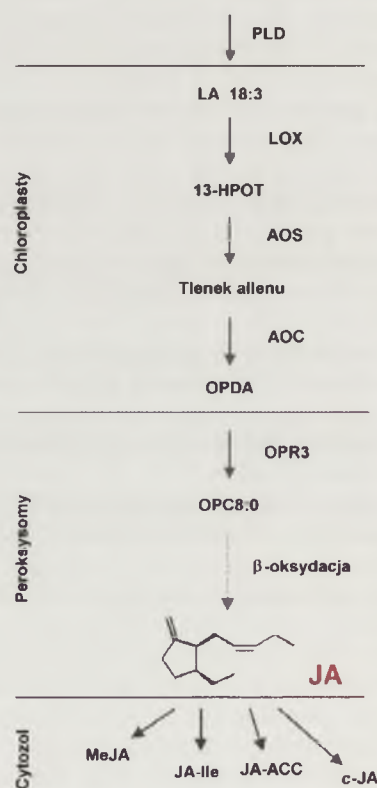 PLD
Chloroplasty
LA 18:3
LOX
13-HPOT
AOS
Tlenek allenu
AOC
OPDA
Peroksysomy
OPR3
OPC8:0
β-oksydacja
JA
Cytozol
MeJA
JA-Ile
JA-ACC
c-JA